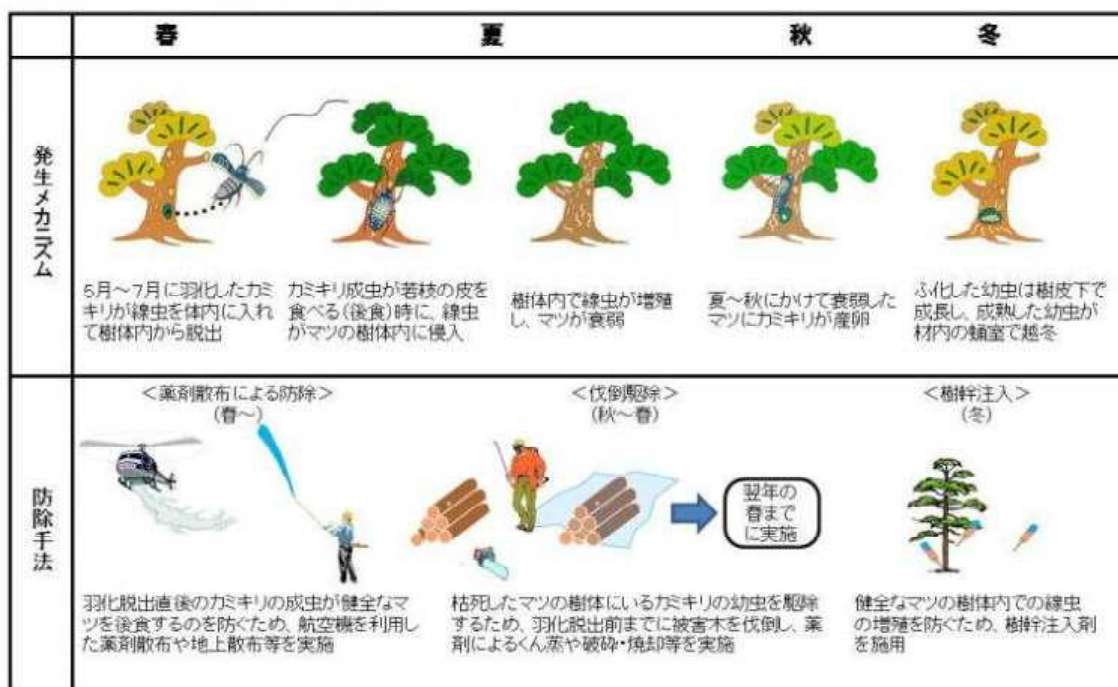 春
夏
秋
冬
発生メカニズム
5月～7月に羽化したカミ
キリが線虫を体内に入れ
て樹体内から脱出
カミキリ成虫が若枝の皮を
食べる(後食)時に、線虫
がマツの樹体内に侵入
樹体内で線虫が増殖
し、マツが衰弱
夏～秋にかけて衰弱した
マツにカミキリが産卵
ふ化した幼虫は樹皮下で
成長し、成熟した幼虫が
材内の蛹室で越冬
防除手法
＜薬剤散布による防除＞
(春～)
羽化脱出直後のカミキリの成虫が健全なマ
ツを後食するのを防ぐため、航空機を利用し
た薬剤散布や地上散布等を実施
＜伐倒駆除＞
(秋～春)
翌年の
春まで
に実施
枯死したマツの樹体にいるカミキリの幼虫を駆除
するため、羽化脱出前までに被害木を伐倒し、薬
剤によるくん蒸や破砕・焼却等を実施
＜樹幹注入＞
(冬)
健全なマツの樹体内での線虫
の増殖を防ぐため、樹幹注入剤
を施用